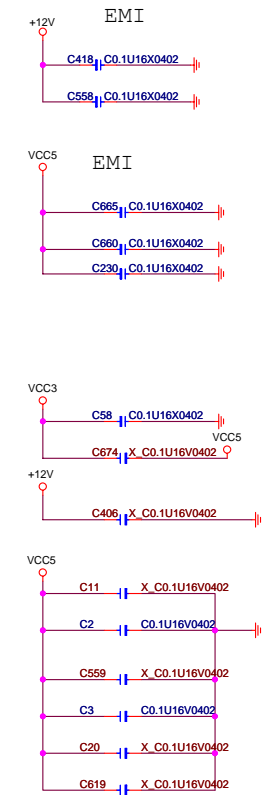 EMI
+12V
C418 C0.1U16X0402
C558 C0.1U16X0402
VCC5
EMI
C665 C0.1U16X0402
C660 C0.1U16X0402
C230 C0.1U16X0402
VCC3
C58 C0.1U16X0402
VCC5
C674 X_C0.1U16V0402
+12V
C406 X_C0.1U16V0402
VCC5
C11 X_C0.1U16V0402
C2 C0.1U16V0402
C559 X_C0.1U16V0402
C3 C0.1U16V0402
C20 X_C0.1U16V0402
C619 X_C0.1U16V0402